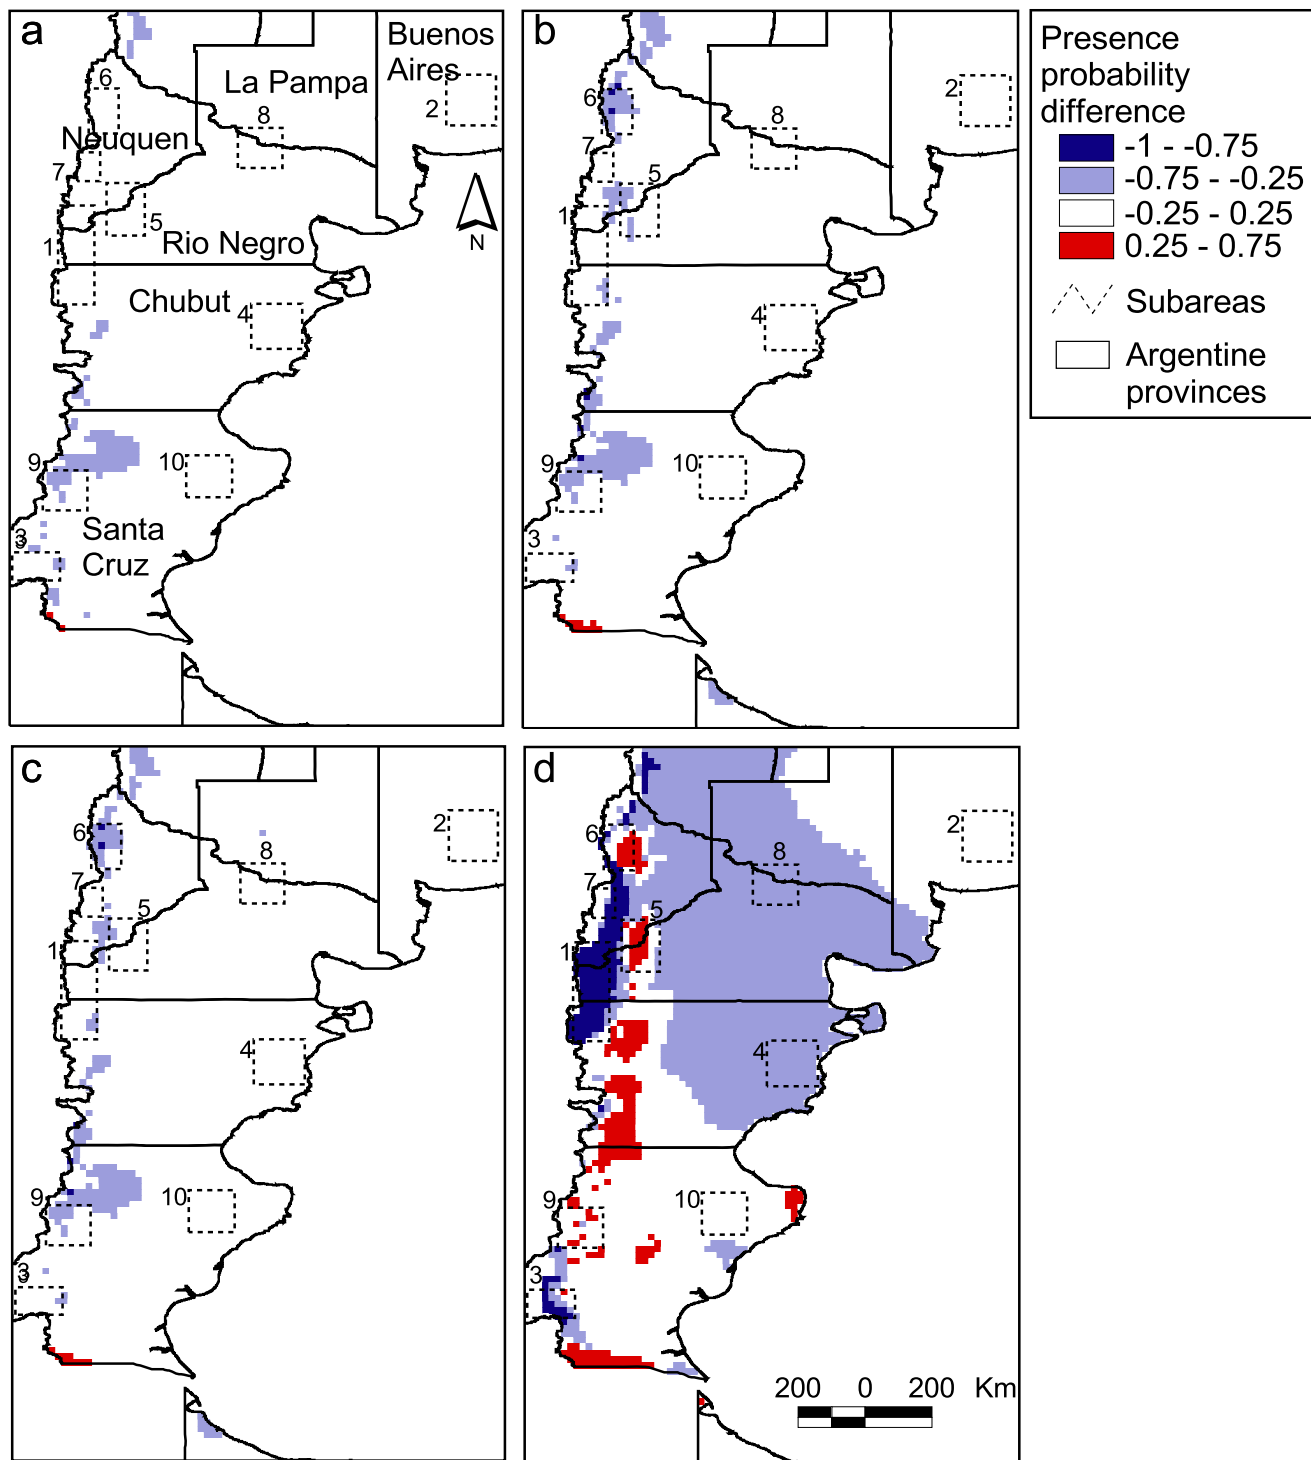 a
Buenos
Aires
La Pampa
6
2
8
Neuquen
7
5
1
Rio Negro
N
Chubut
4
9
10
Santa
Cruz
3
b
2
6
8
7
5
1
4
9
10
3
Presence
probability
difference
-1 - -0.75
-0.75 - -0.25
-0.25 - 0.25
0.25 - 0.75
Subareas
Argentine
provinces
c
2
6
8
7
5
1
4
9
10
3
d
2
6
8
7
5
1
4
9
10
3
200 0 200 Km